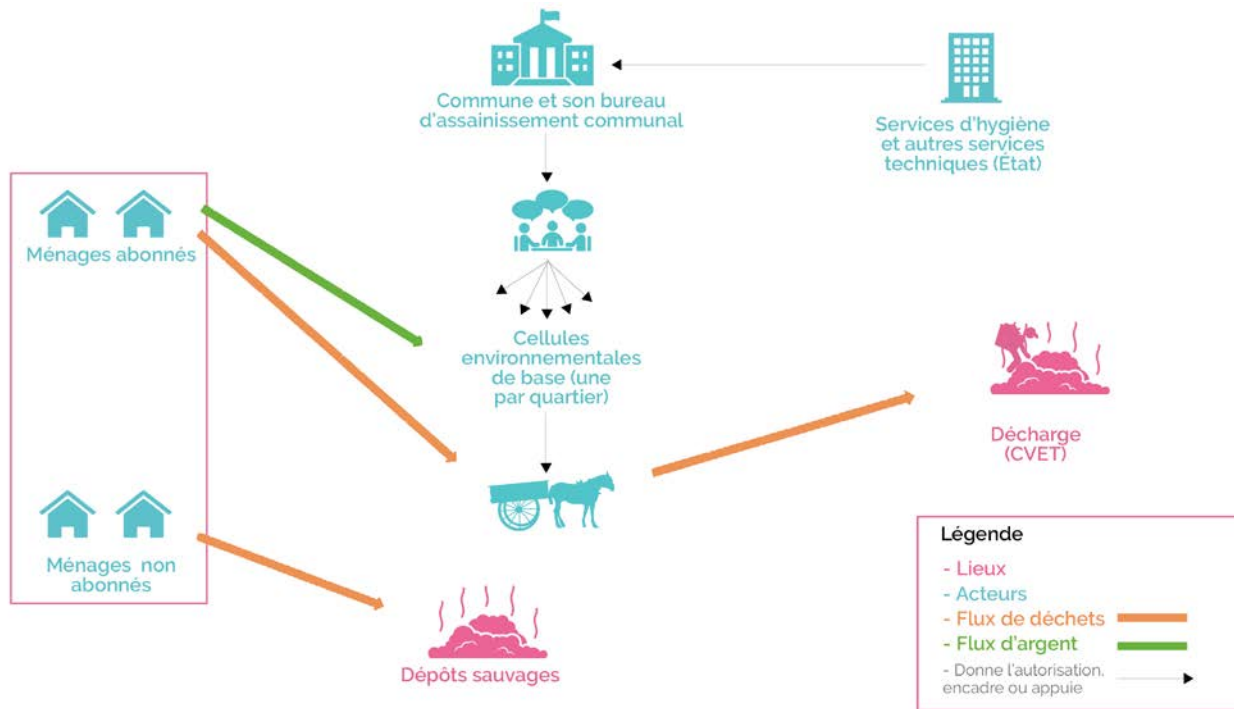 Commune et son bureau
d'assainissement communal
Services d'hygiène
et autres services
techniques (État)
Ménages abonnés
Cellules
environnementales
de base (une
par quartier)
Décharge
(CVET)
Ménages non
abonnés
Dépôts sauvages
Légende
- Lieux
- Acteurs
- Flux de déchets
- Flux d'argent
- Donne l'autorisation,
encadre ou appuie